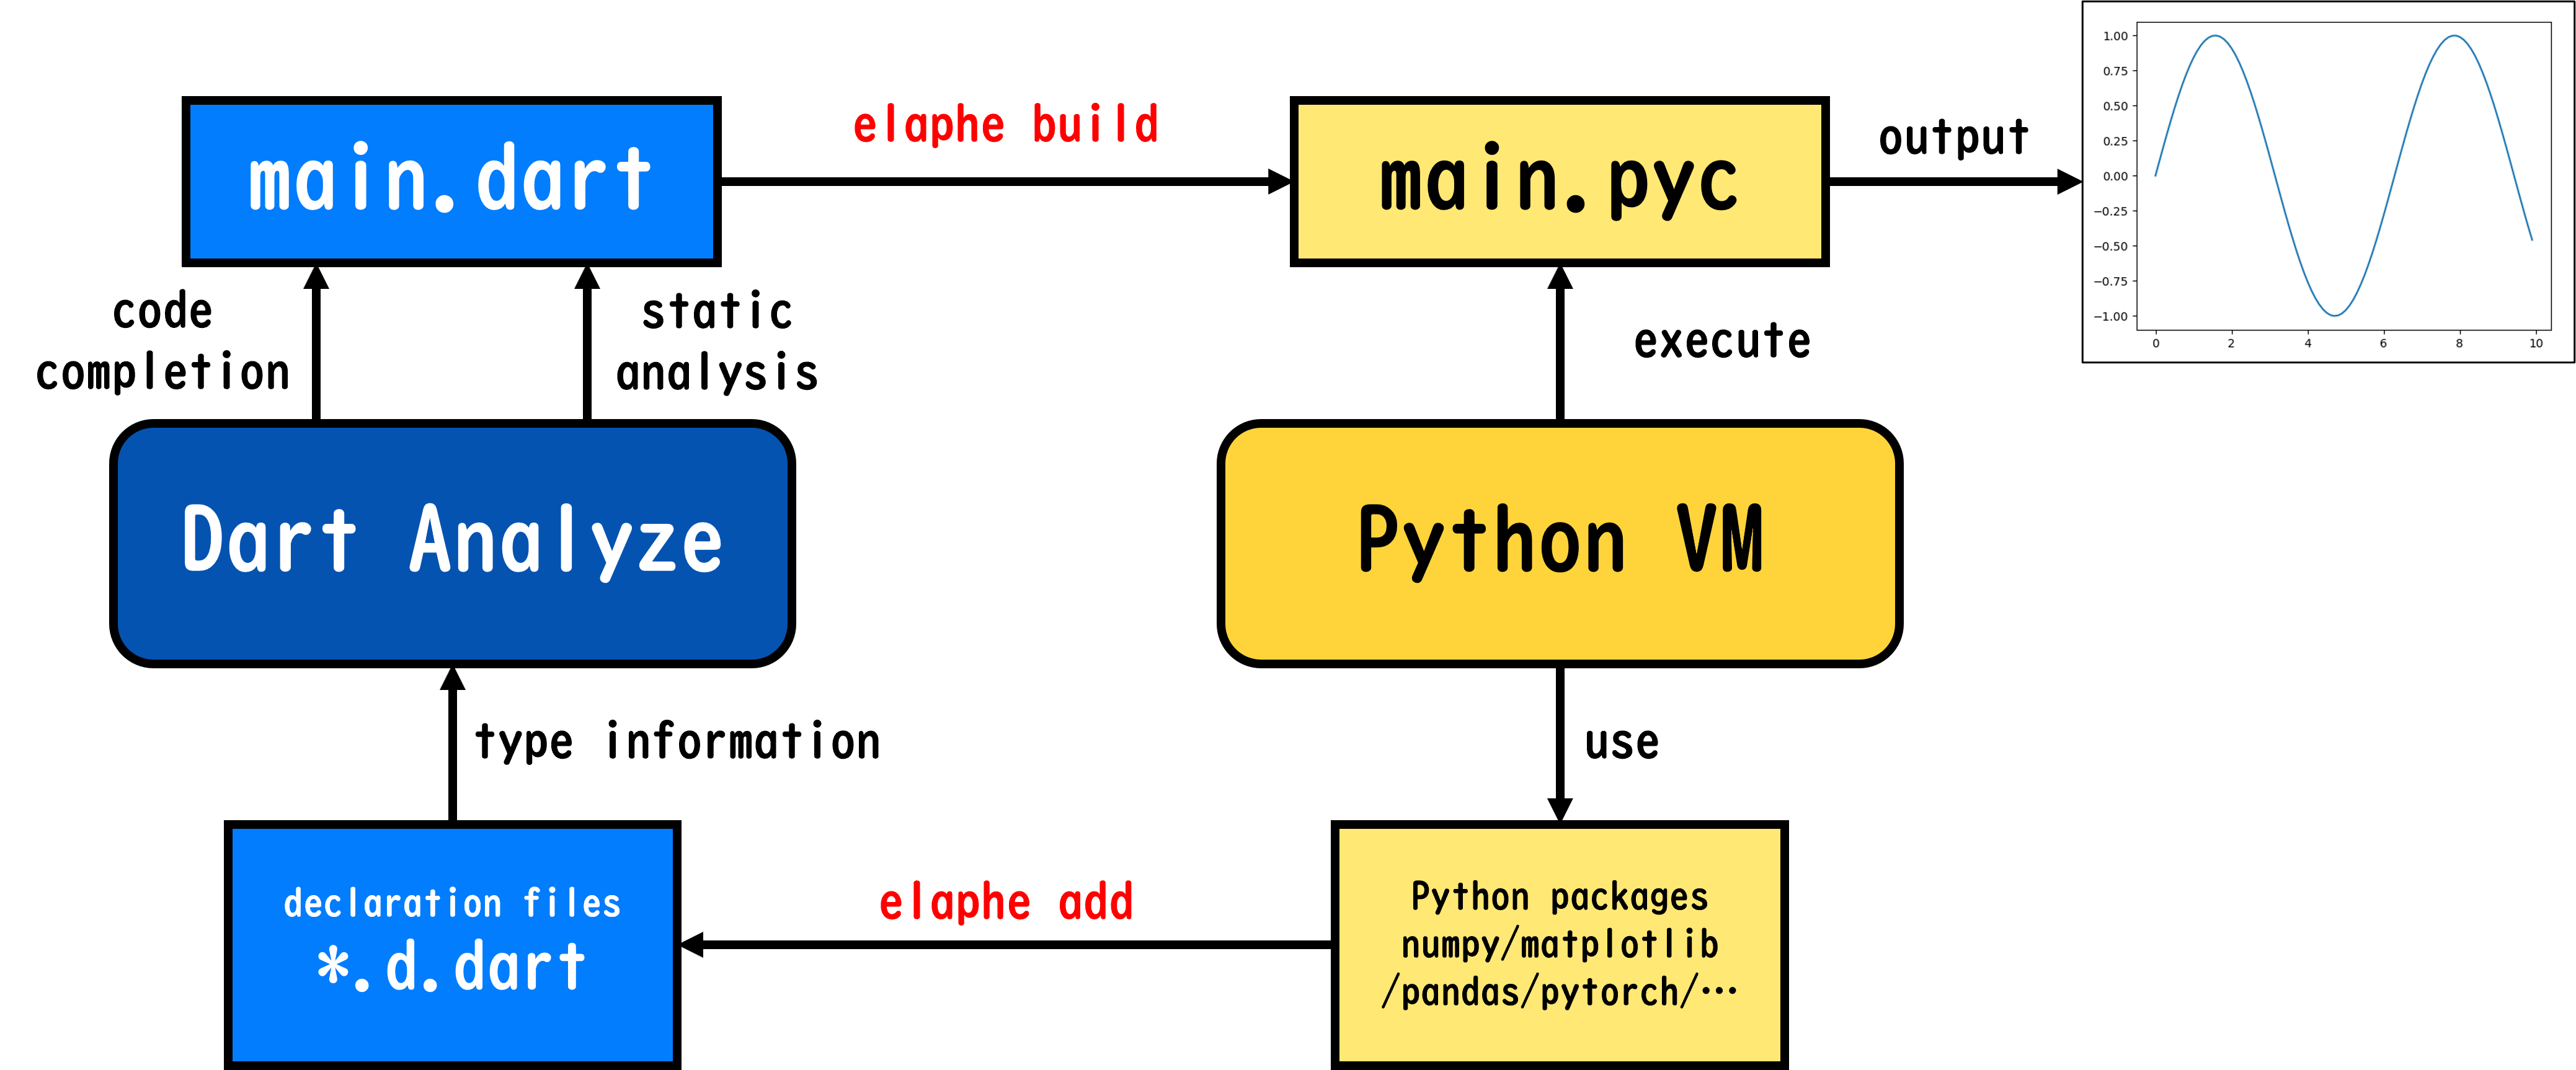 main.dart
elaphe build
main.pyc
output
1.00
0.75
0.50
0.25
0.00
−0.25
−0.50
−0.75
−1.00
0 2 4 6 8 10
code
completion
static
analysis
execute
Dart Analyze
Python VM
type information
use
declaration files
*.d.dart
elaphe add
Python packages
numpy/matplotlib
/pandas/pytorch/…